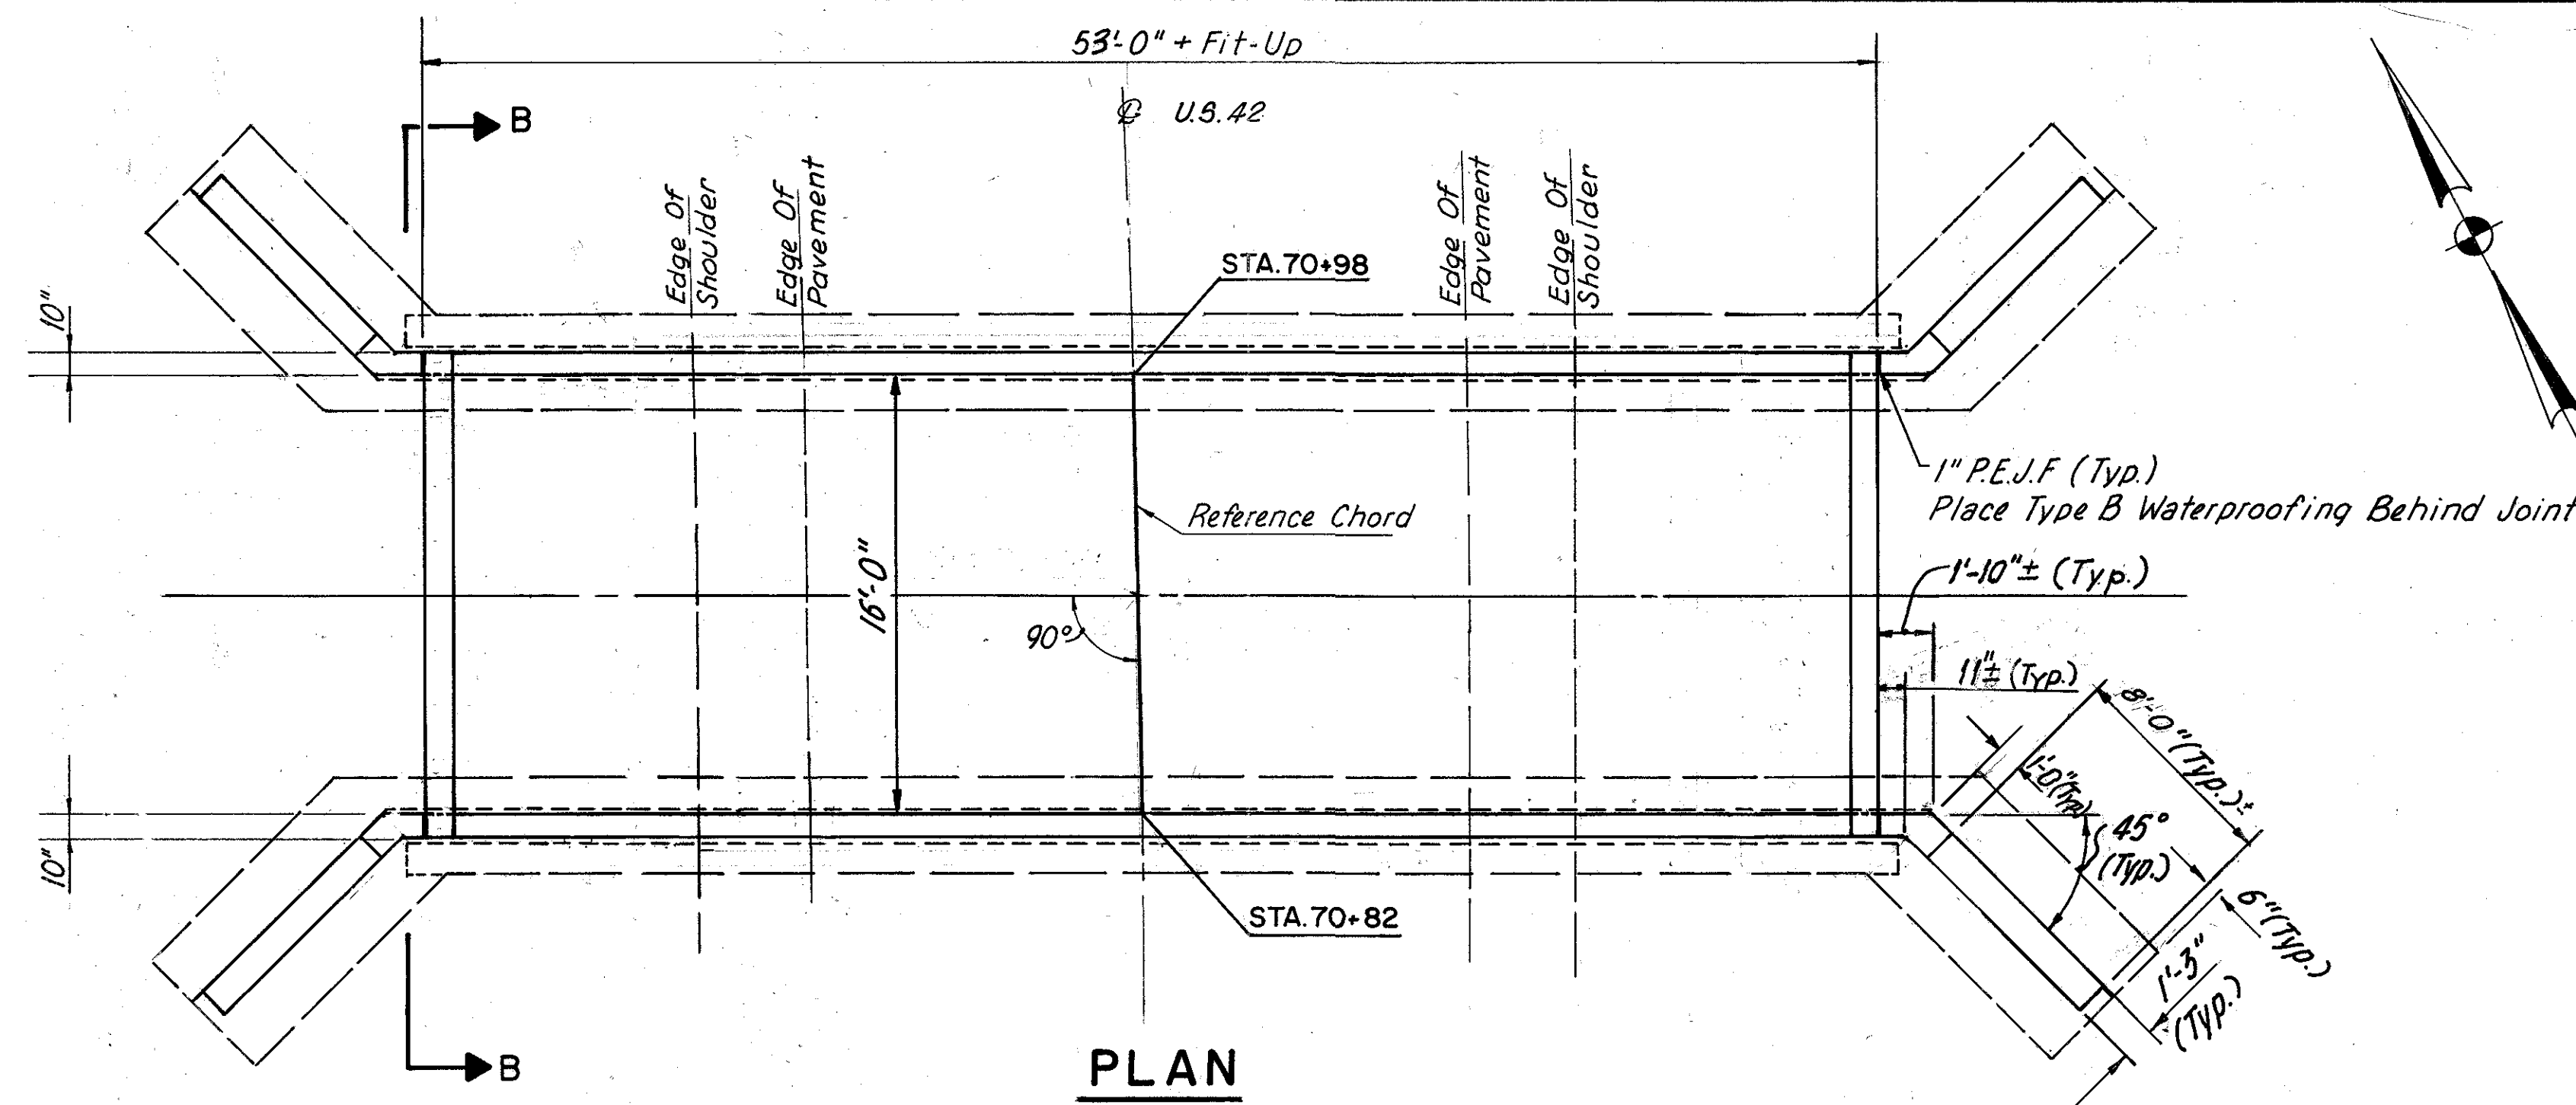 53'-0" + Fit-Up
B
℄ U.S. 42
Edge Of
Shoulder
Edge Of
Pavement
Edge Of
Pavement
Edge Of
Shoulder
STA. 70+98
10"
1" P.E.J.F (Typ.)
Place Type B Waterproofing Behind Joint
Reference Chord
16'-0"
1'-10"± (Typ.)
90°
11"± (Typ.)
8'-0" (Typ.)±
1'-0" (Typ.)
45°
(Typ.)
10"
STA. 70+82
6" (Typ.)
1'-3"
(Typ.)
B
PLAN